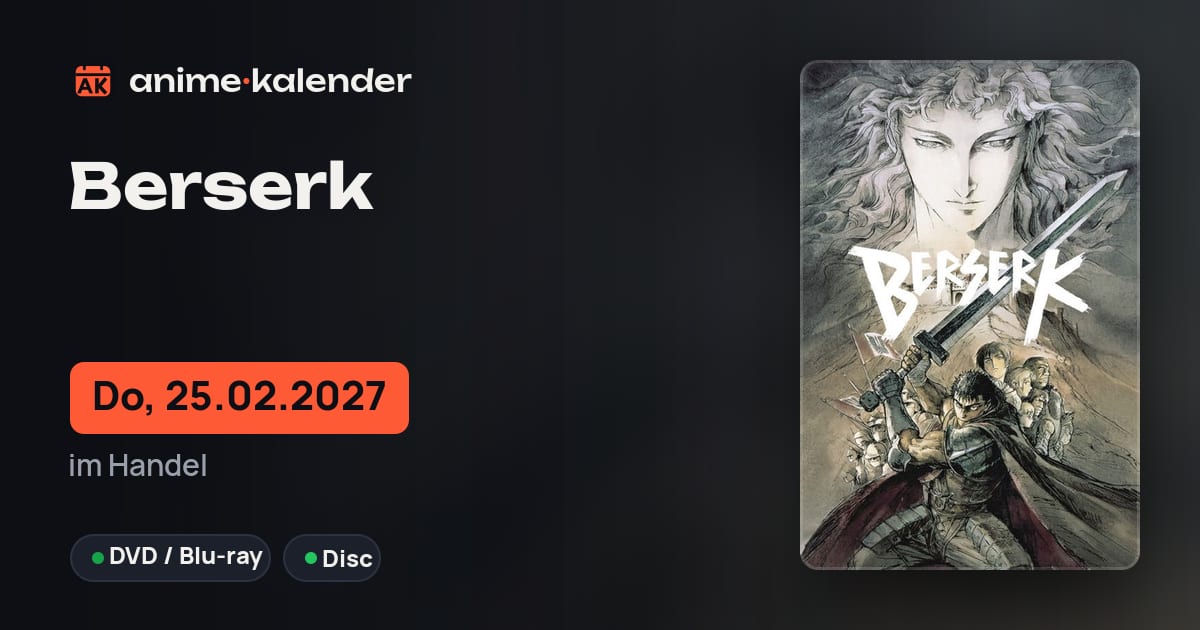 AK
anime·kalender
Berserk
Do, 25.02.2027
im Handel
DVD / Blu-ray
Disc
BERSERK